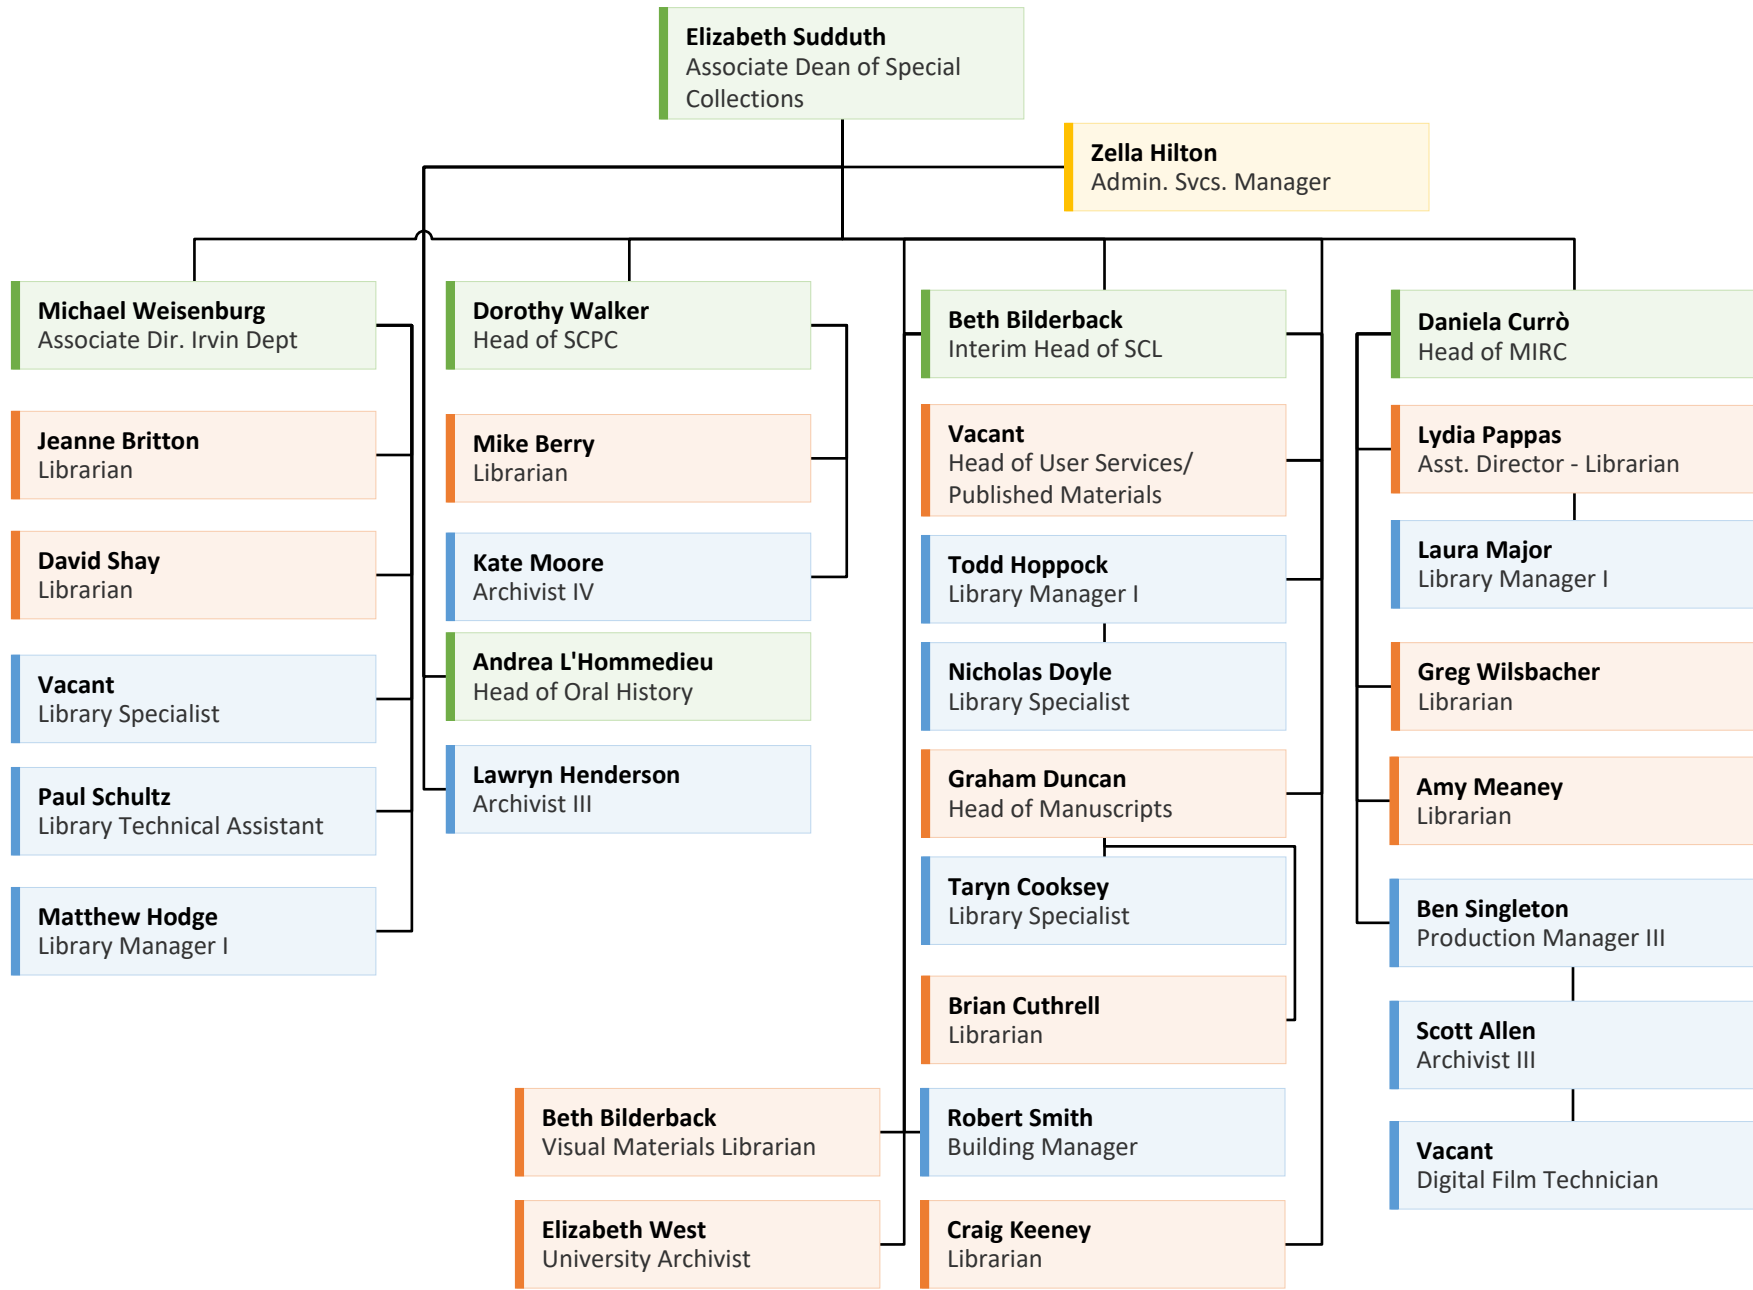 Elizabeth Sudduth
Associate Dean of Special
Collections
Zella Hilton
Admin. Svcs. Manager
Michael Weisenburg
Associate Dir. Irvin Dept
Jeanne Britton
Librarian
David Shay
Librarian
Vacant
Library Specialist
Paul Schultz
Library Technical Assistant
Matthew Hodge
Library Manager I
Dorothy Walker
Head of SCPC
Mike Berry
Librarian
Kate Moore
Archivist IV
Andrea L'Hommedieu
Head of Oral History
Lawryn Henderson
Archivist III
Beth Bilderback
Interim Head of SCL
Vacant
Head of User Services/
Published Materials
Todd Hoppock
Library Manager I
Nicholas Doyle
Library Specialist
Graham Duncan
Head of Manuscripts
Taryn Cooksey
Library Specialist
Brian Cuthrell
Librarian
Beth Bilderback
Visual Materials Librarian
Robert Smith
Building Manager
Elizabeth West
University Archivist
Craig Keeney
Librarian
Daniela Currò
Head of MIRC
Lydia Pappas
Asst. Director - Librarian
Laura Major
Library Manager I
Greg Wilsbacher
Librarian
Amy Meaney
Librarian
Ben Singleton
Production Manager III
Scott Allen
Archivist III
Vacant
Digital Film Technician